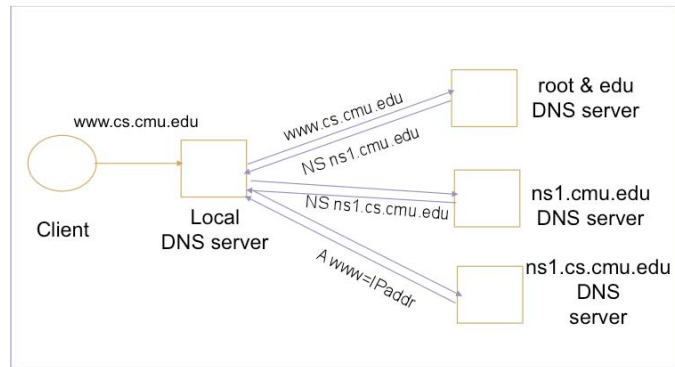 www.cs.cmu.edu
Client
Local
DNS server
www.cs.cmu.edu
NS ns1.cmu.edu
NS ns1.cs.cmu.edu
A www=IPaddr
root & edu
DNS server
ns1.cmu.edu
DNS server
ns1.cs.cmu.edu
DNS
server